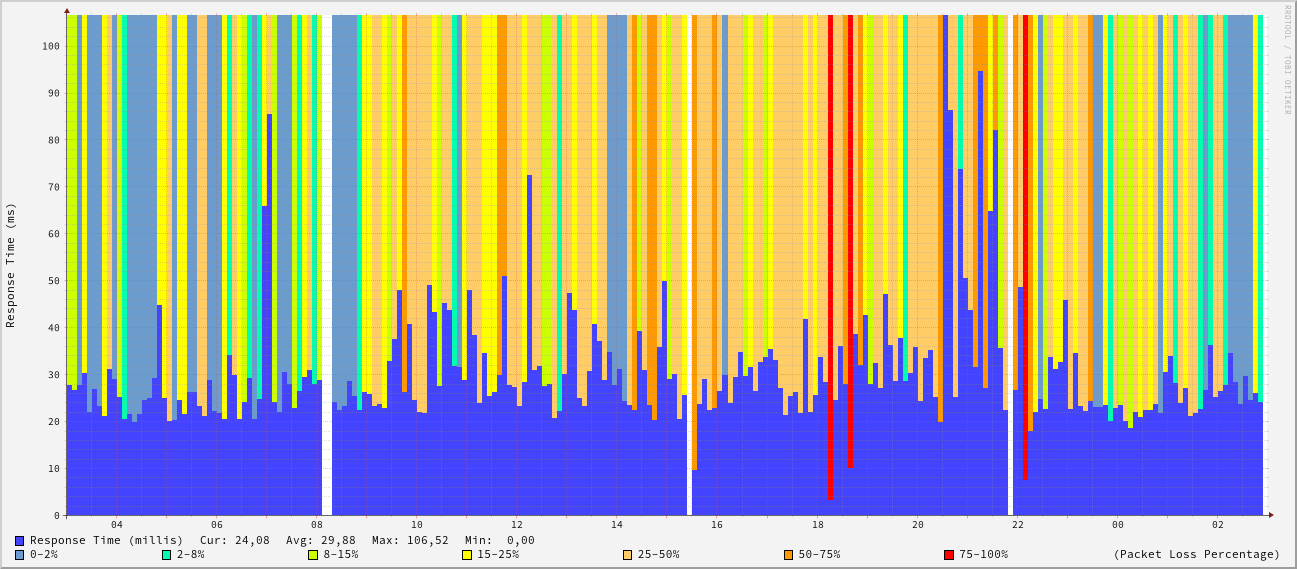 RRDTOOL / TOBI OETIKER
Response Time (ms)
100
90
80
70
60
50
40
30
20
10
0
04 06 08 10 12 14 16 18 20 22 00 02
Response Time (millis) Cur: 24,08 Avg: 29,88 Max: 106,52 Min: 0,00
0-2% 2-8% 8-15% 15-25% 25-50% 50-75% 75-100% (Packet Loss Percentage)